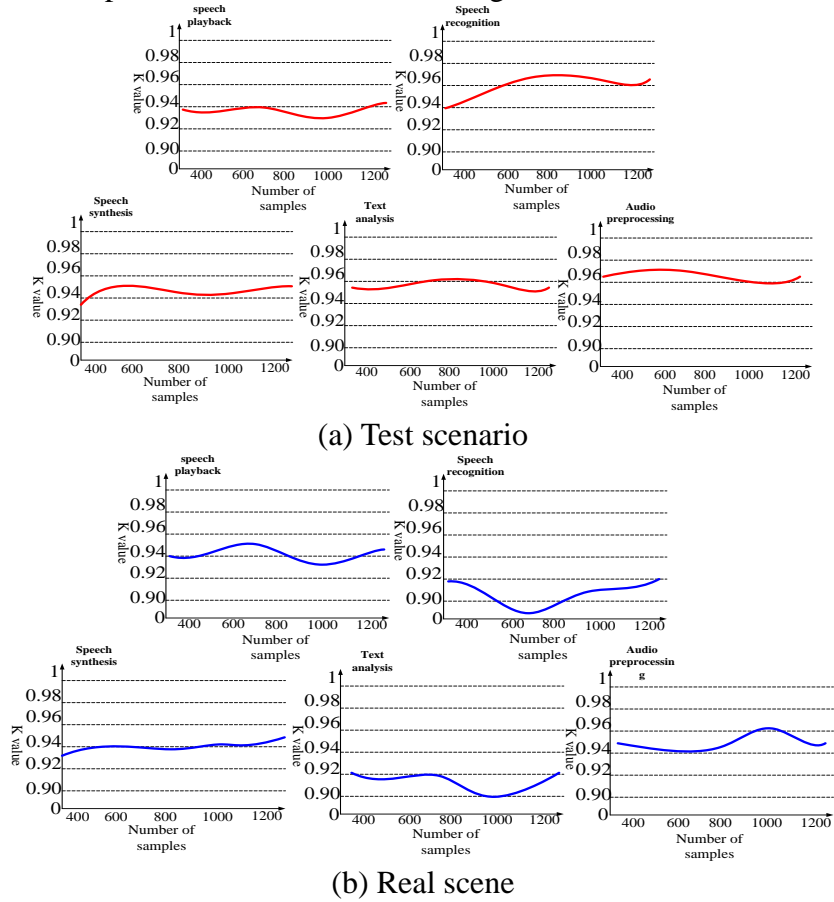 speech
playback
1
0.98
0.96
0.94
0.92
0.90
0
K value
400 600 800 1000 1200
Number of
samples
Speech
recognition
1
0.98
0.96
0.94
0.92
0.90
0
K value
400 600 800 1000 1200
Number of
samples
Speech
synthesis
1
0.98
0.96
0.94
0.92
0.90
0
K value
400 600 800 1000 1200
Number of
samples
Text
analysis
1
0.98
0.96
0.94
0.92
0.90
0
K value
400 600 800 1000 1200
Number of
samples
Audio
preprocessing
1
0.98
0.96
0.94
0.92
0.90
0
K value
400 600 800 1000 1200
Number of
samples
(a) Test scenario
speech
playback
1
0.98
0.96
0.94
0.92
0.90
0
K value
400 600 800 1000 1200
Number of
samples
Speech
recognition
1
0.98
0.96
0.94
0.92
0.90
0
K value
400 600 800 1000 1200
Number of
samples
Speech
synthesis
1
0.98
0.96
0.94
0.92
0.90
0
K value
400 600 800 1000 1200
Number of
samples
Text
analysis
1
0.98
0.96
0.94
0.92
0.90
0
K value
400 600 800 1000 1200
Number of
samples
Audio
preprocessin
g
1
0.98
0.96
0.94
0.92
0.90
0
K value
400 600 800 1000 1200
Number of
samples
(b) Real scene